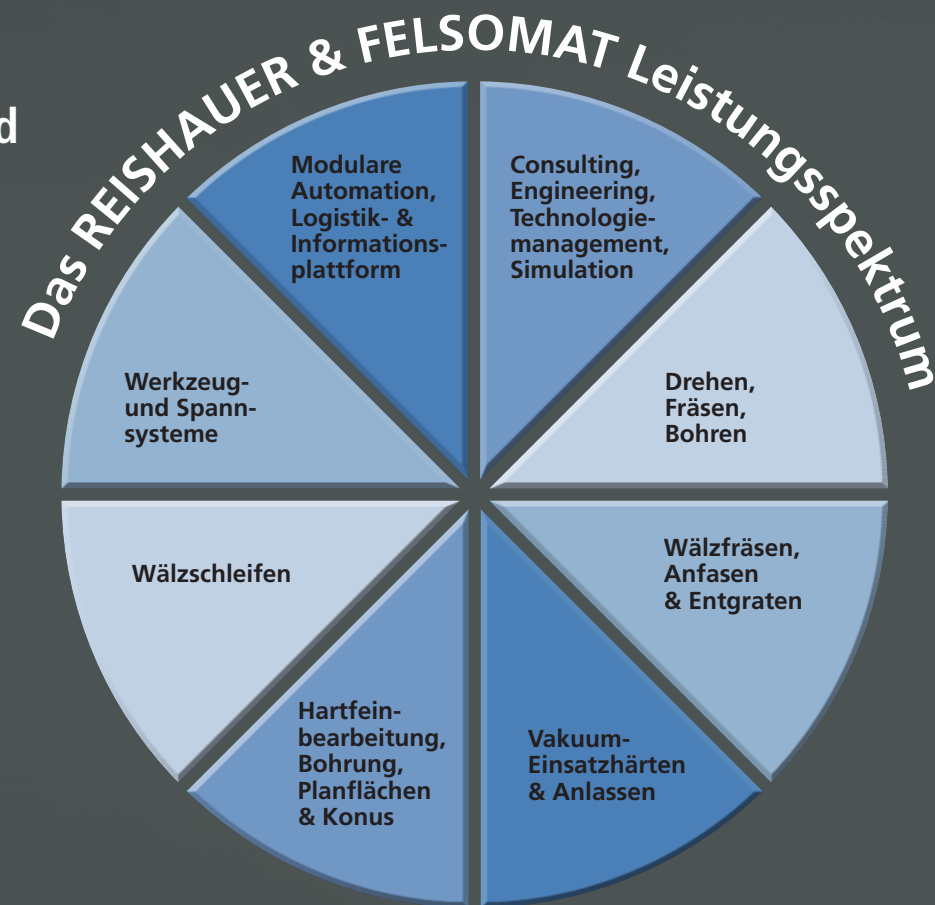 d
Das REISHAUER & FELSOMAT Leistungsspektrum
Modulare
Automation,
Logistik- &
Informations-
plattform
Consulting,
Engineering,
Technologie-
management,
Simulation
Werkzeug-
und Spann-
systeme
Drehen,
Fräsen,
Bohren
Wälzschleifen
Wälzfräsen,
Anfasen
& Entgraten
Hartfein-
bearbeitung,
Bohrung,
Planflächen
& Konus
Vakuum-
Einsatzhärten
& Anlassen